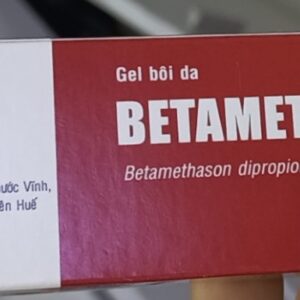 Gel bôi da
BETAMET
Betamethason dipropio
ước Vĩnh,
ên Huế